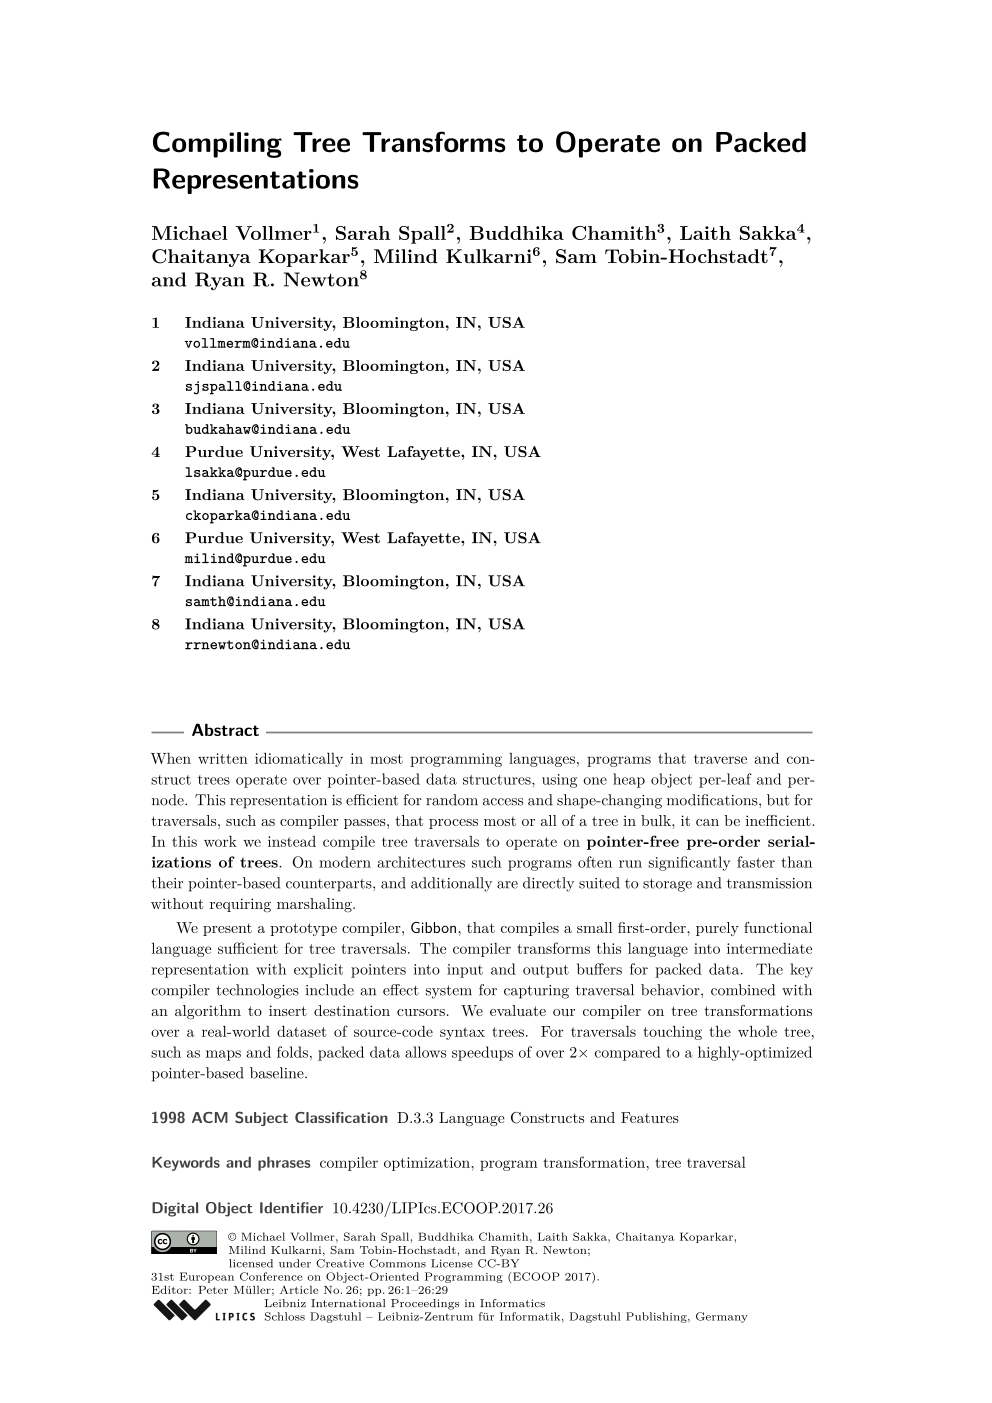 Compiling Tree Transforms to Operate on Packed
Representations
Michael Vollmer¹, Sarah Spall², Buddhika Chamith³, Laith Sakka⁴,
Chaitanya Koparkar⁵, Milind Kulkarni⁶, Sam Tobin-Hochstadt⁷,
and Ryan R. Newton⁸
1 Indiana University, Bloomington, IN, USA
vollmerm@indiana.edu
2 Indiana University, Bloomington, IN, USA
sjspall@indiana.edu
3 Indiana University, Bloomington, IN, USA
budkahaw@indiana.edu
4 Purdue University, West Lafayette, IN, USA
lsakka@purdue.edu
5 Indiana University, Bloomington, IN, USA
ckoparka@indiana.edu
6 Purdue University, West Lafayette, IN, USA
milind@purdue.edu
7 Indiana University, Bloomington, IN, USA
samth@indiana.edu
8 Indiana University, Bloomington, IN, USA
rrnewton@indiana.edu
Abstract
When written idiomatically in most programming languages, programs that traverse and con-
struct trees operate over pointer-based data structures, using one heap object per-leaf and per-
node. This representation is efficient for random access and shape-changing modifications, but for
traversals, such as compiler passes, that process most or all of a tree in bulk, it can be inefficient.
In this work we instead compile tree traversals to operate on pointer-free pre-order serial-
izations of trees. On modern architectures such programs often run significantly faster than
their pointer-based counterparts, and additionally are directly suited to storage and transmission
without requiring marshaling.
We present a prototype compiler, Gibbon, that compiles a small first-order, purely functional
language sufficient for tree traversals. The compiler transforms this language into intermediate
representation with explicit pointers into input and output buffers for packed data. The key
compiler technologies include an effect system for capturing traversal behavior, combined with
an algorithm to insert destination cursors. We evaluate our compiler on tree transformations
over a real-world dataset of source-code syntax trees. For traversals touching the whole tree,
such as maps and folds, packed data allows speedups of over 2× compared to a highly-optimized
pointer-based baseline.
1998 ACM Subject Classification D.3.3 Language Constructs and Features
Keywords and phrases compiler optimization, program transformation, tree traversal
Digital Object Identifier 10.4230/LIPIcs.ECOOP.2017.26
cc BY
© Michael Vollmer, Sarah Spall, Buddhika Chamith, Laith Sakka, Chaitanya Koparkar,
Milind Kulkarni, Sam Tobin-Hochstadt, and Ryan R. Newton;
licensed under Creative Commons License CC-BY
31st European Conference on Object-Oriented Programming (ECOOP 2017).
Editor: Peter Müller; Article No. 26; pp. 26:1–26:29
Leibniz International Proceedings in Informatics
LIPICS Schloss Dagstuhl – Leibniz-Zentrum für Informatik, Dagstuhl Publishing, Germany